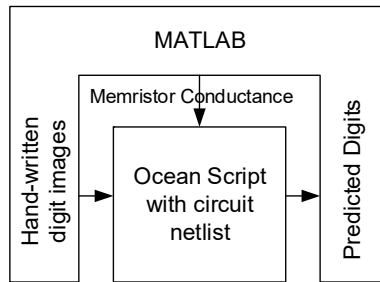 MATLAB
Memristor Conductance
Hand-written
digit images
Ocean Script
with circuit
netlist
Predicted Digits